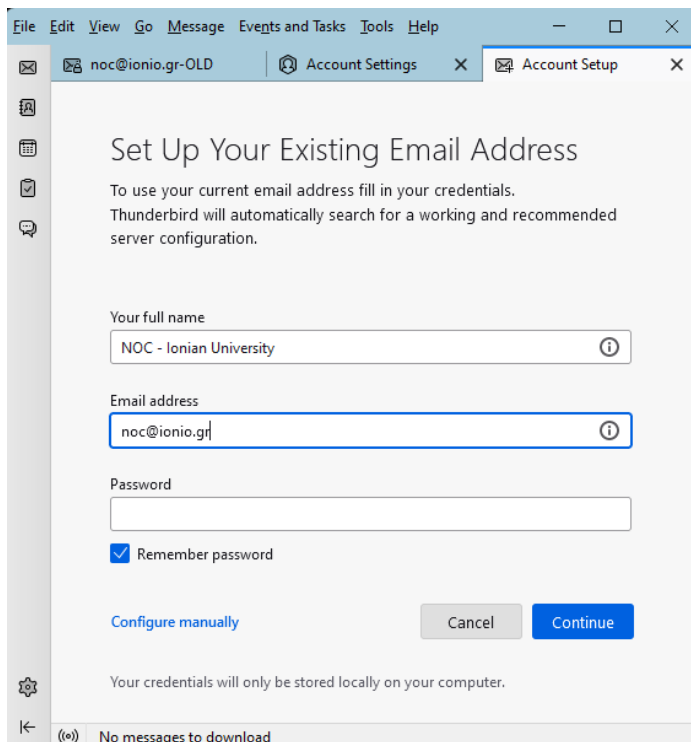 File Edit View Go Message Events and Tasks Tools Help
noc@ionio.gr-OLD Account Settings Account Setup
Set Up Your Existing Email Address
To use your current email address fill in your credentials.
Thunderbird will automatically search for a working and recommended
server configuration.
Your full name
NOC - Ionian University
Email address
noc@ionio.gr
Password
Remember password
Configure manually Cancel Continue
Your credentials will only be stored locally on your computer.
No messages to download